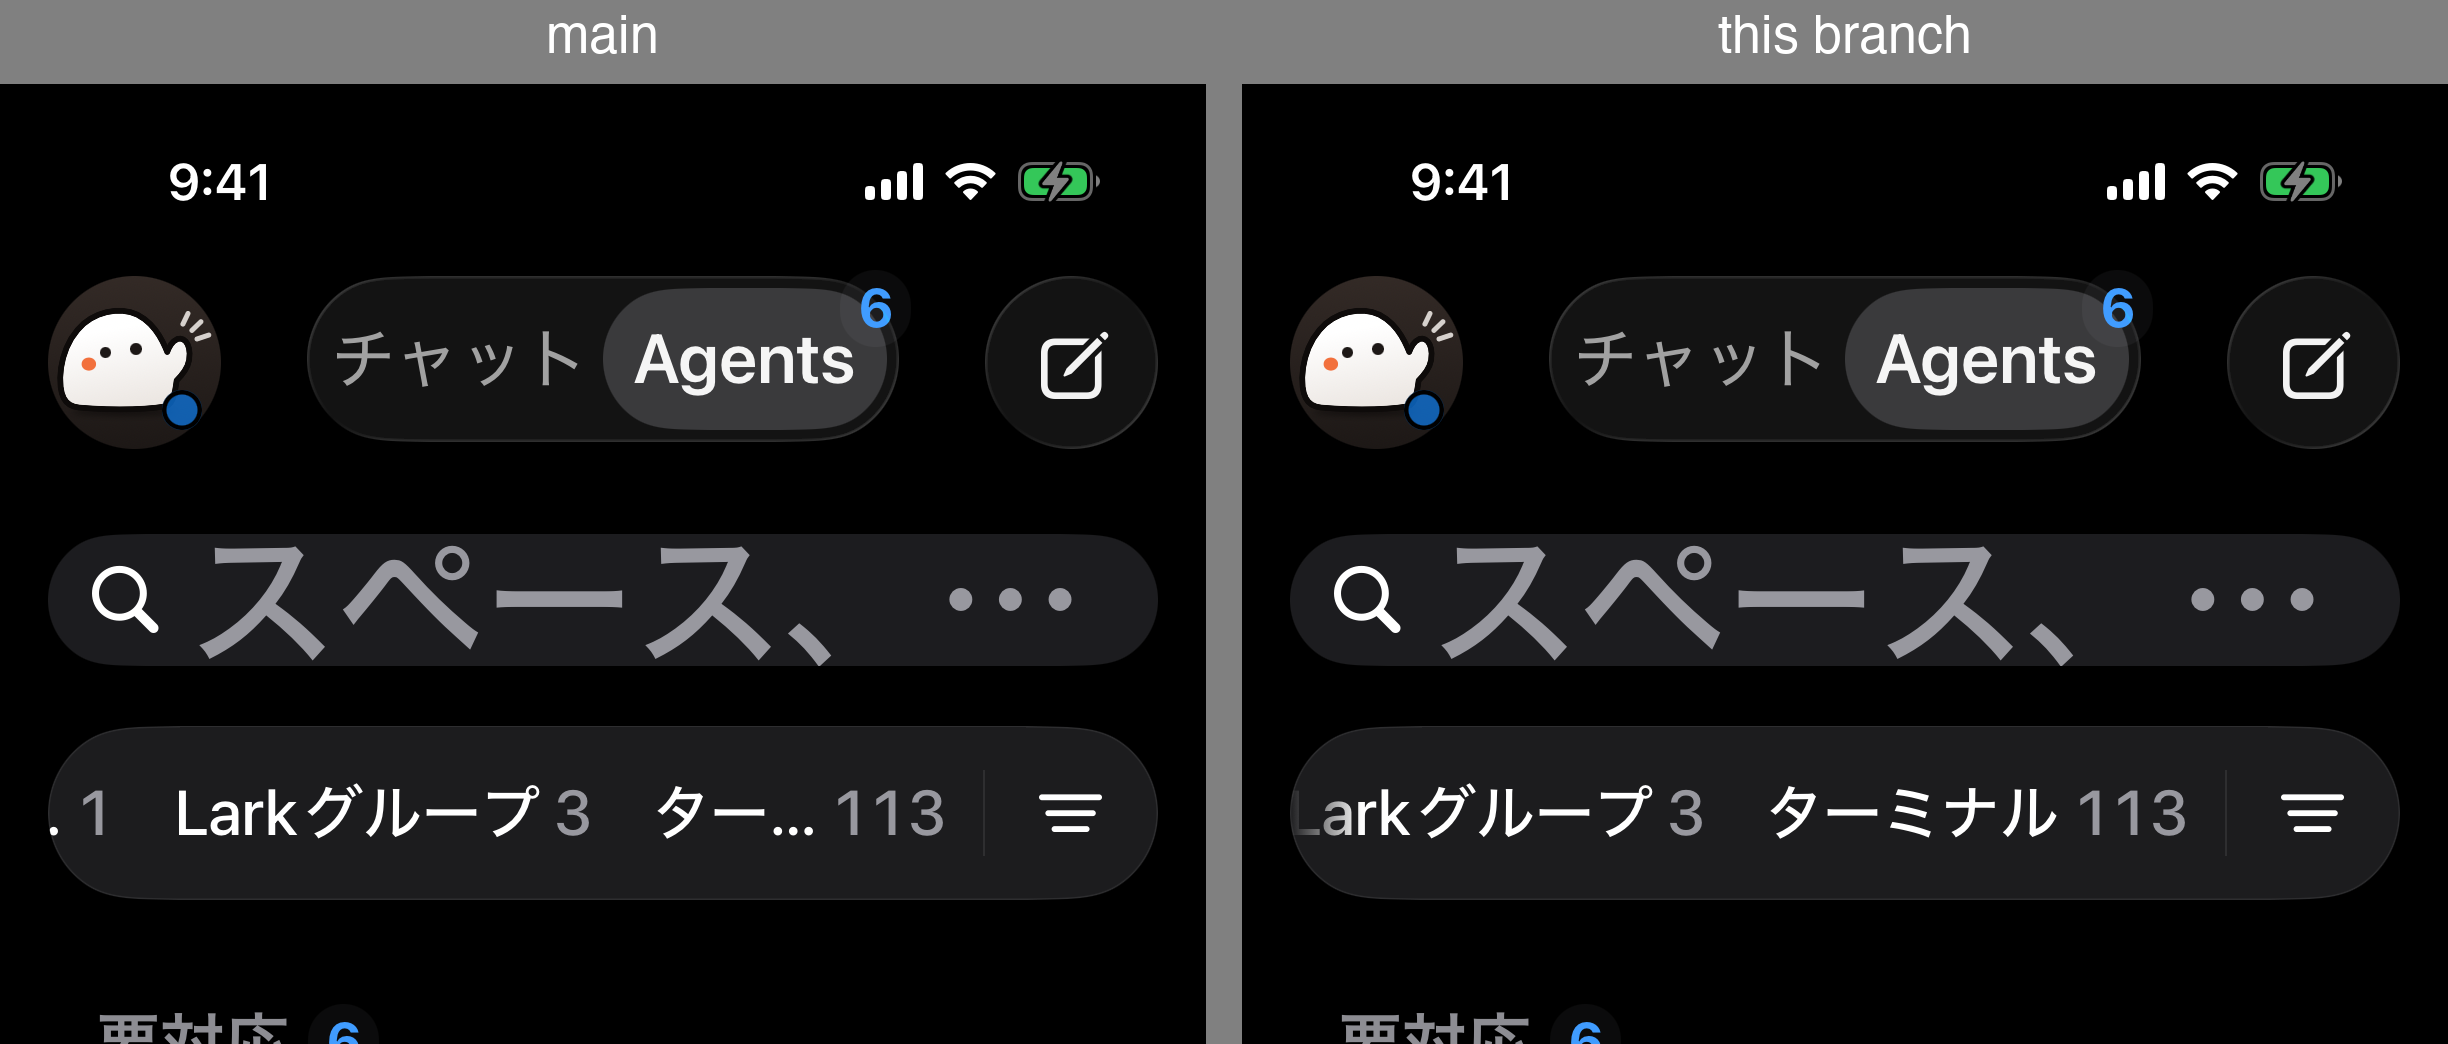 main
this branch
9:41
チャット Agents 6
スペース、...
. 1 Larkグループ 3 ター... 113
要対応 6
9:41
チャット Agents 6
スペース、...
Larkグループ 3 ターミナル 113
要対応 6